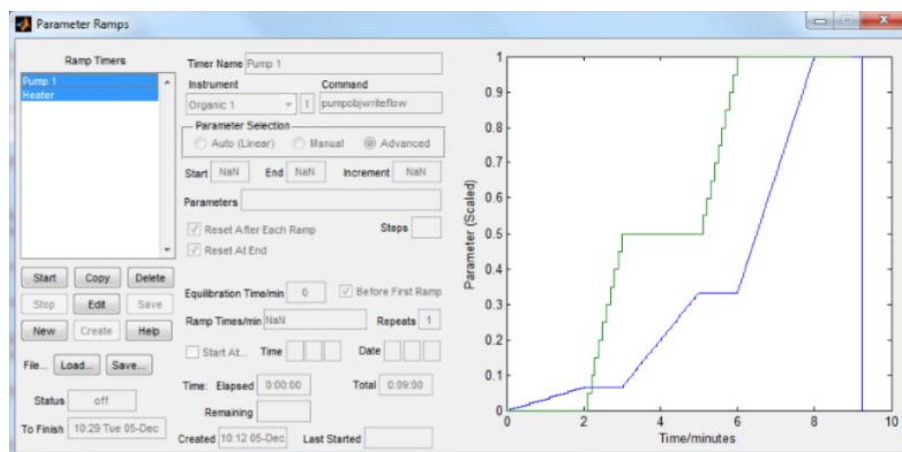 Parameter Ramps
Ramp Timers
Pump 1
Heater
Start Copy Delete
Stop Edit Save
New Create Help
File... Load... Save...
Status off
To Finish 10:29 Tue 05-Dec
Timer Name Pump 1
Instrument Command
Organic 1 1 pumpobjwriteflow
Parameter Selection
Auto (Linear) Manual Advanced
Start NaN End NaN Increment NaN
Parameters
Reset After Each Ramp Steps
Reset At End
Equilibration Time/min 0 Before First Ramp
Ramp Times/min NaN Repeats 1
Start At... Time Date
Time: Elapsed 0:00:00 Total 0:09:00
Remaining
Created 10:12 05-Dec Last Started
Parameter (Scaled)
1
0.9
0.8
0.7
0.6
0.5
0.4
0.3
0.2
0.1
0
0 2 4 6 8 10
Time/minutes